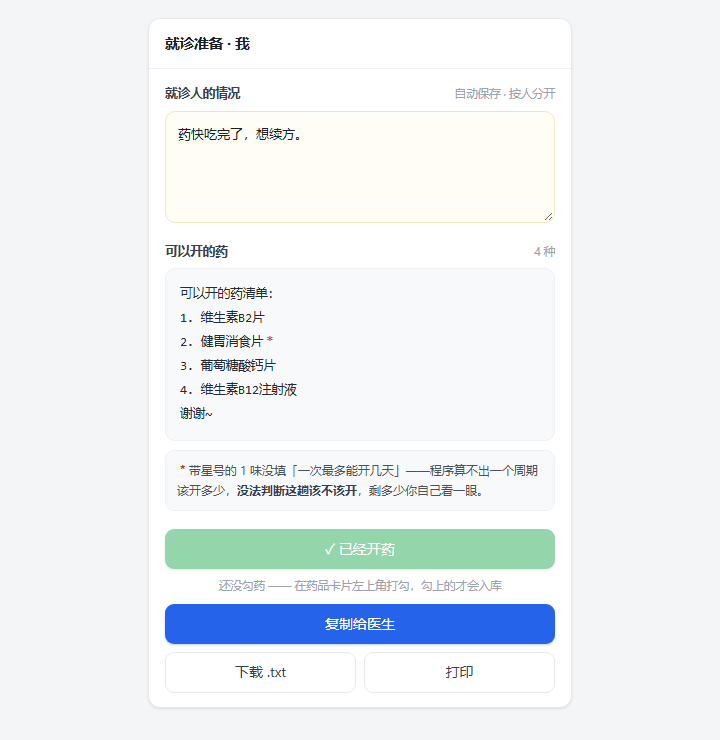 就诊准备 · 我
就诊人的情况
自动保存 · 按人分开
药快吃完了，想续方。
可以开的药
4 种
可以开的药清单：
1. 维生素B2片
2. 健胃消食片 *
3. 葡萄糖酸钙片
4. 维生素B12注射液
谢谢~
* 带星号的 1 味没填「一次最多能开几天」——程序算不出一个周期
该开多少，没法判断这趟该不该开，剩多少你自己看一眼。
✓ 已经开药
还没勾药 —— 在药品卡片左上角打勾，勾上的才会入库
复制给医生
下载 .txt
打印